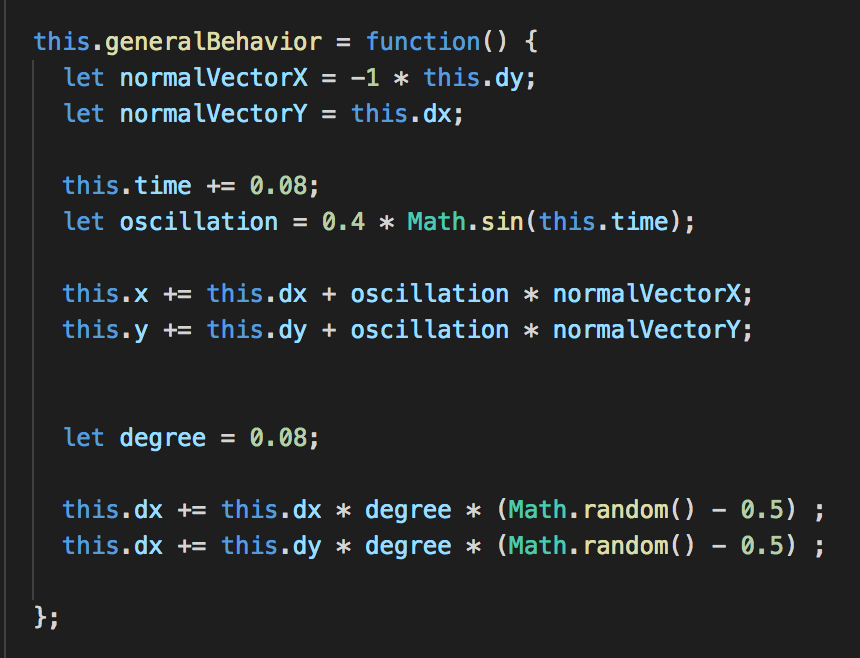 this.generalBehavior = function() {
let normalVectorX = -1 * this.dy;
let normalVectorY = this.dx;
this.time += 0.08;
let oscillation = 0.4 * Math.sin(this.time);
this.x += this.dx + oscillation * normalVectorX;
this.y += this.dy + oscillation * normalVectorY;
let degree = 0.08;
this.dx += this.dx * degree * (Math.random() - 0.5) ;
this.dx += this.dy * degree * (Math.random() - 0.5) ;
};